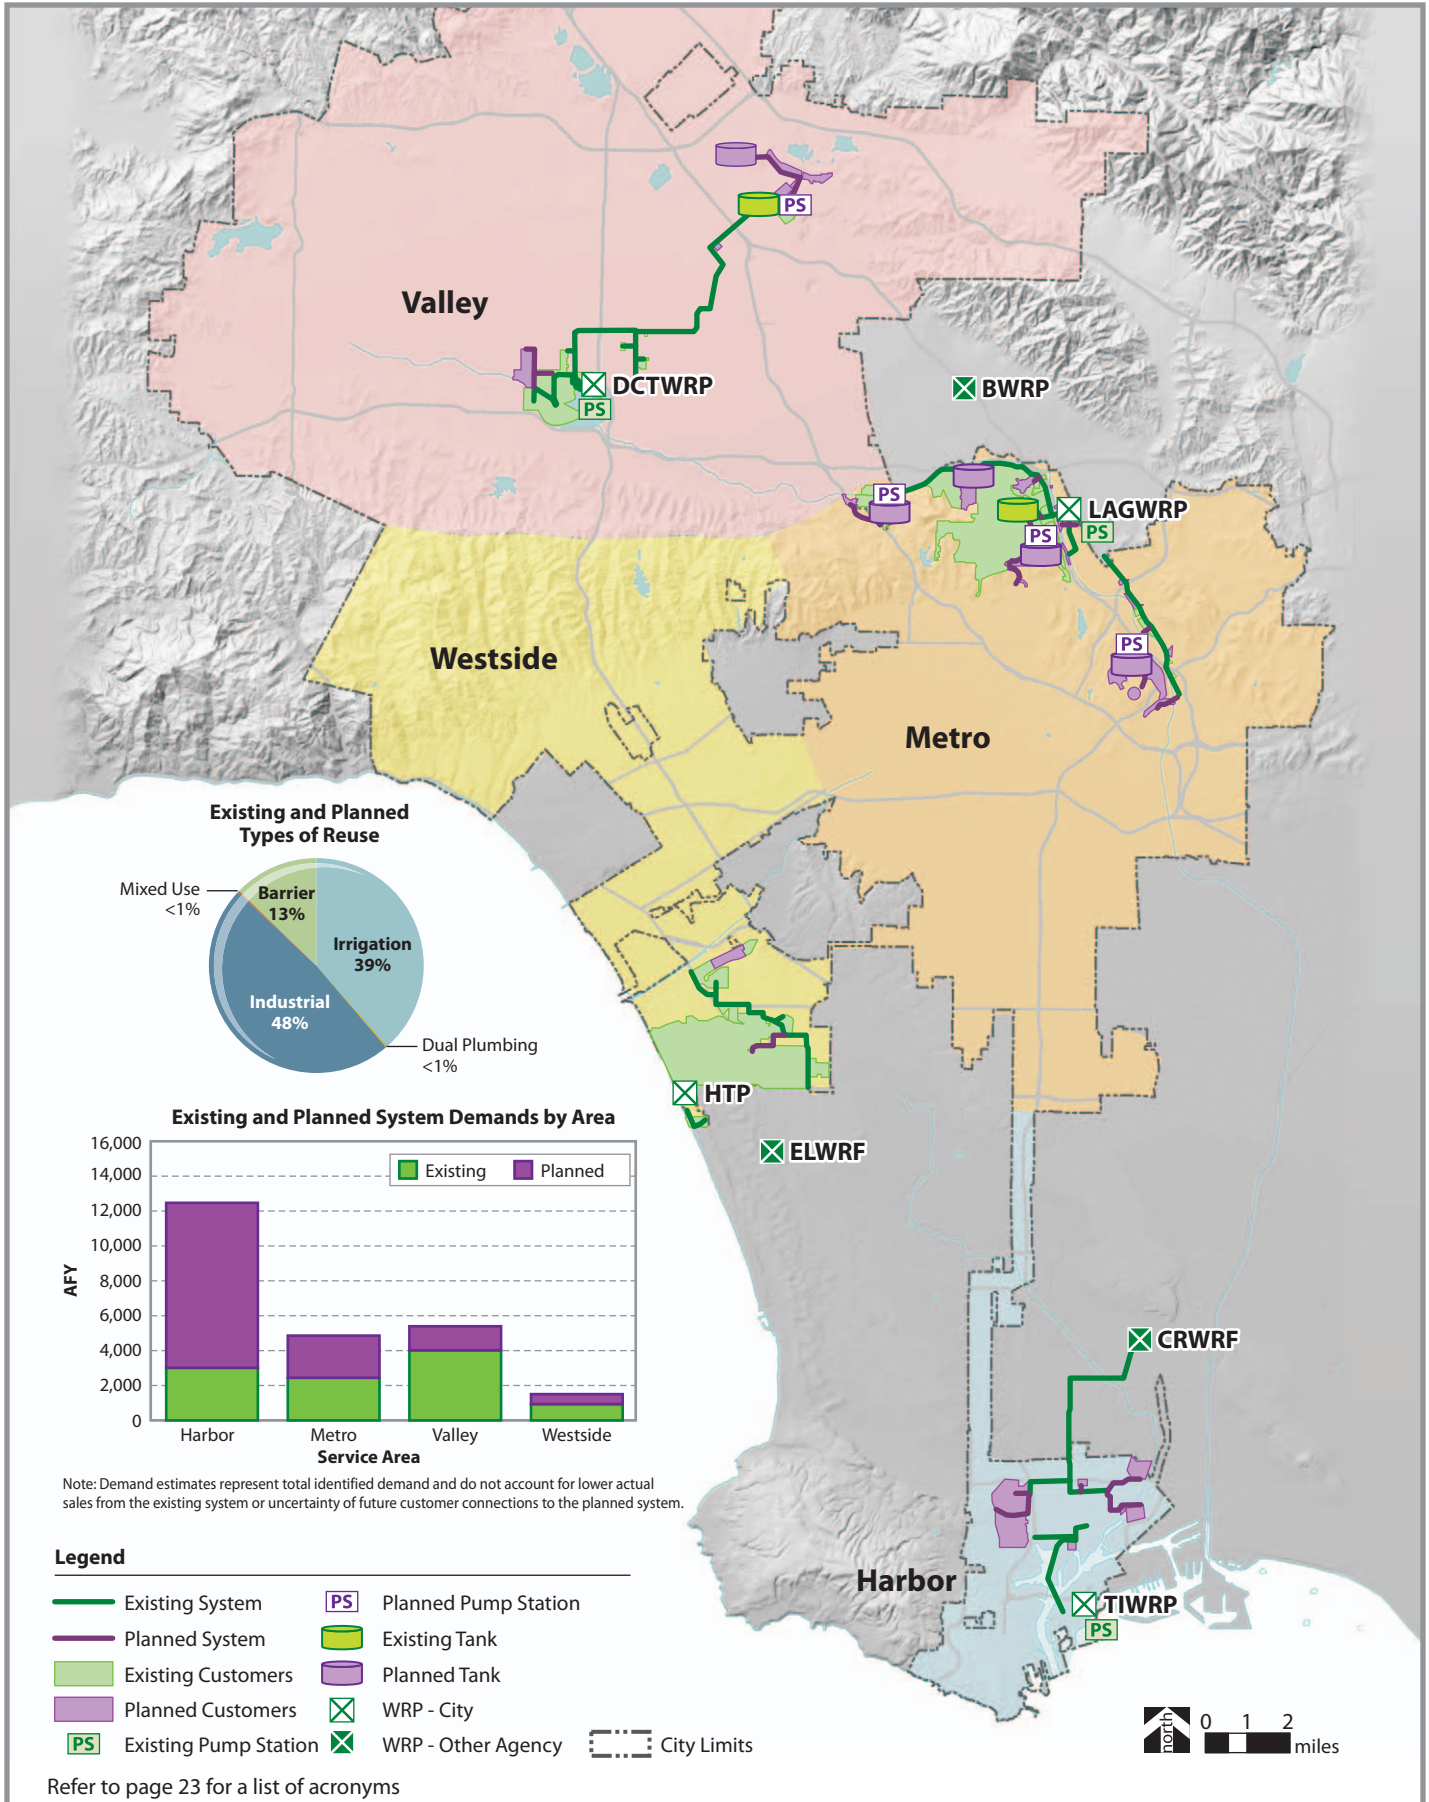 PS
Valley
DCTWRP
PS
BWRP
PS
LAGWRP
PS
PS
Westside
PS
Metro
Existing and Planned
Types of Reuse
Mixed Use
<1%
Barrier
13%
Irrigation
39%
Industrial
48%
Dual Plumbing
<1%
HTP
ELWRF
Existing and Planned System Demands by Area
16,000
14,000
12,000
10,000
8,000
6,000
4,000
2,000
0
AFY
Existing
Planned
Harbor
Metro
Valley
Westside
Service Area
Note: Demand estimates represent total identified demand and do not account for lower actual
sales from the existing system or uncertainty of future customer connections to the planned system.
CRWRF
Harbor
TIWRP
PS
Legend
Existing System
Planned System
Existing Customers
Planned Customers
PS Existing Pump Station
PS Planned Pump Station
Existing Tank
Planned Tank
WRP - City
WRP - Other Agency
City Limits
north
0 1 2
miles
Refer to page 23 for a list of acronyms